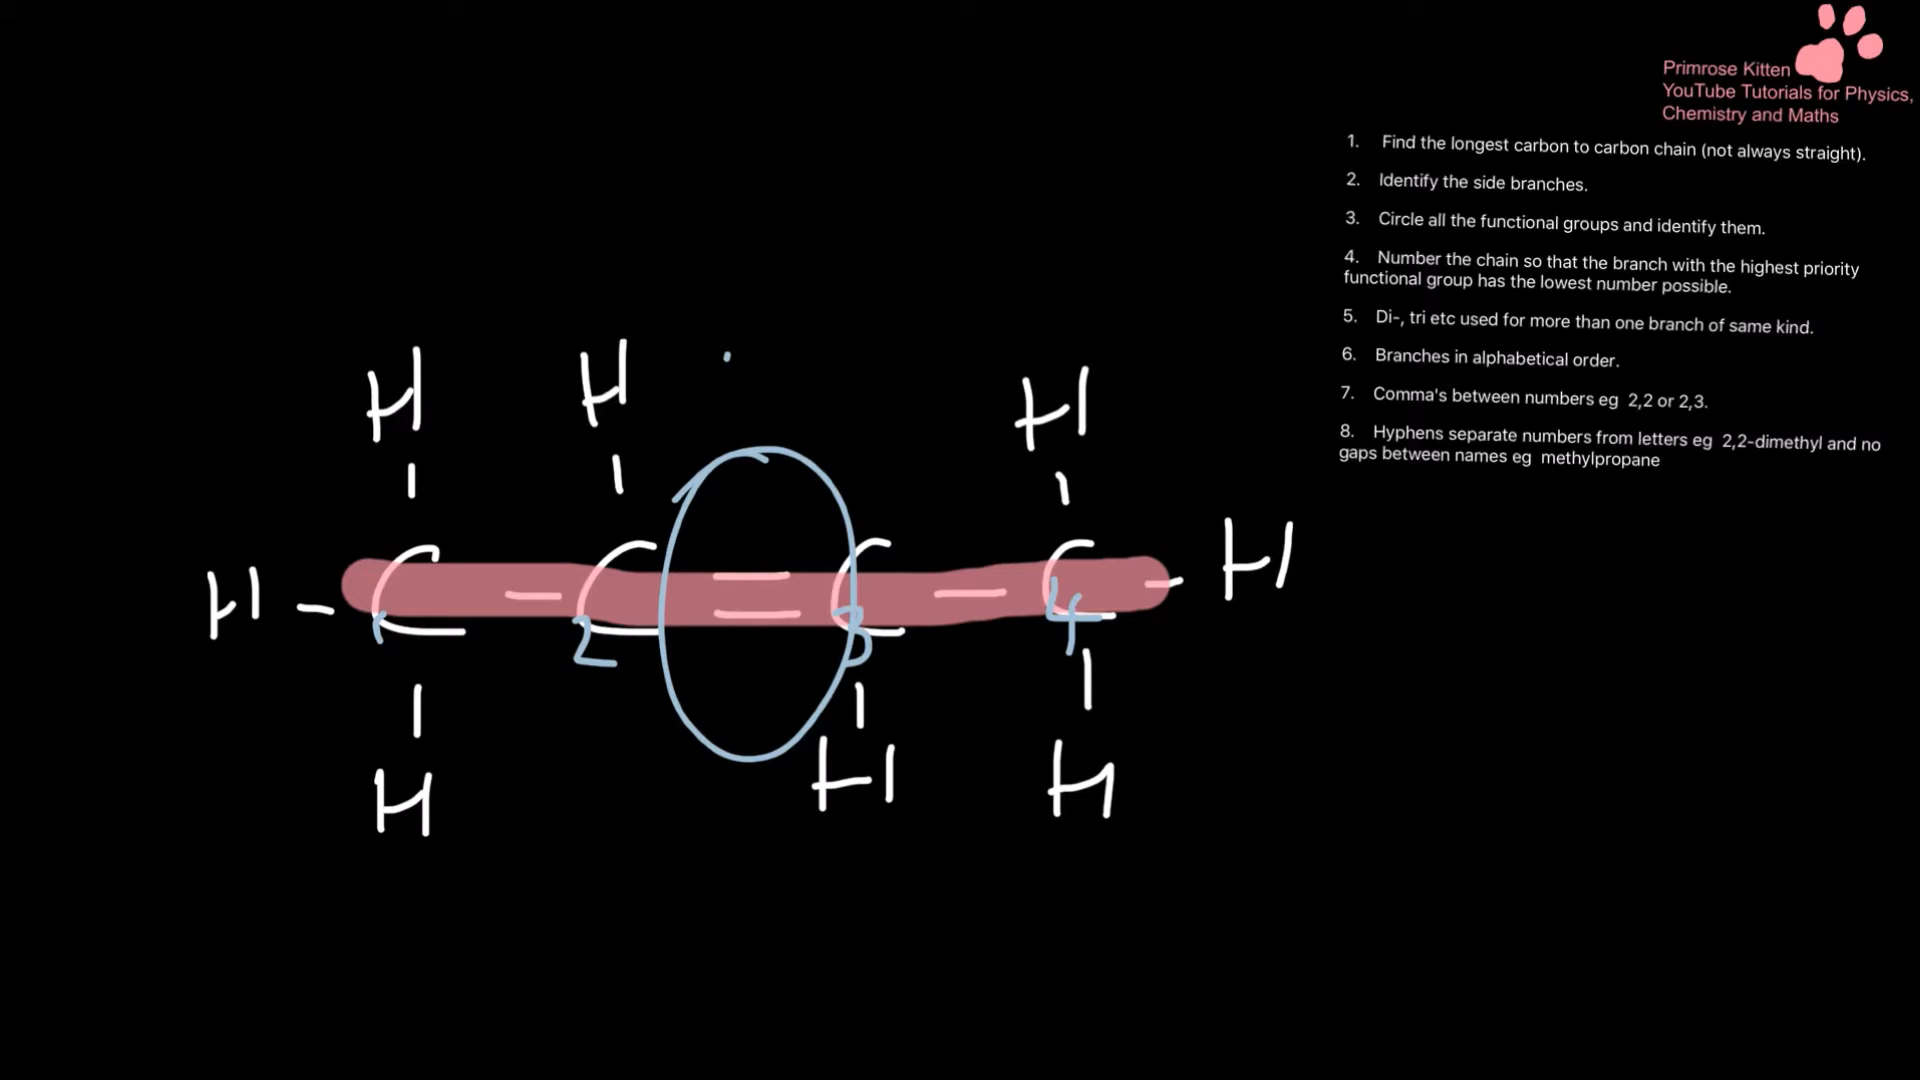 Primrose Kitten
YouTube Tutorials for Physics,
Chemistry and Maths
1. Find the longest carbon to carbon chain (not always straight).
2. Identify the side branches.
3. Circle all the functional groups and identify them.
4. Number the chain so that the branch with the highest priority
functional group has the lowest number possible.
5. Di-, tri etc used for more than one branch of same kind.
6. Branches in alphabetical order.
7. Comma's between numbers eg 2,2 or 2,3.
8. Hyphens separate numbers from letters eg 2,2-dimethyl and no
gaps between names eg methylpropane
H H H
H - C - C = C - C - H
1 2 3 4
H H H